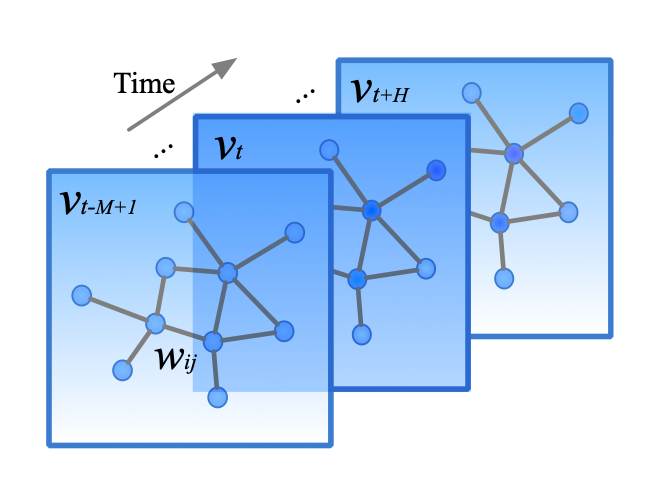 Time
...
v_{t+H}
...
v_t
v_{t-M+1}
w_{ij}